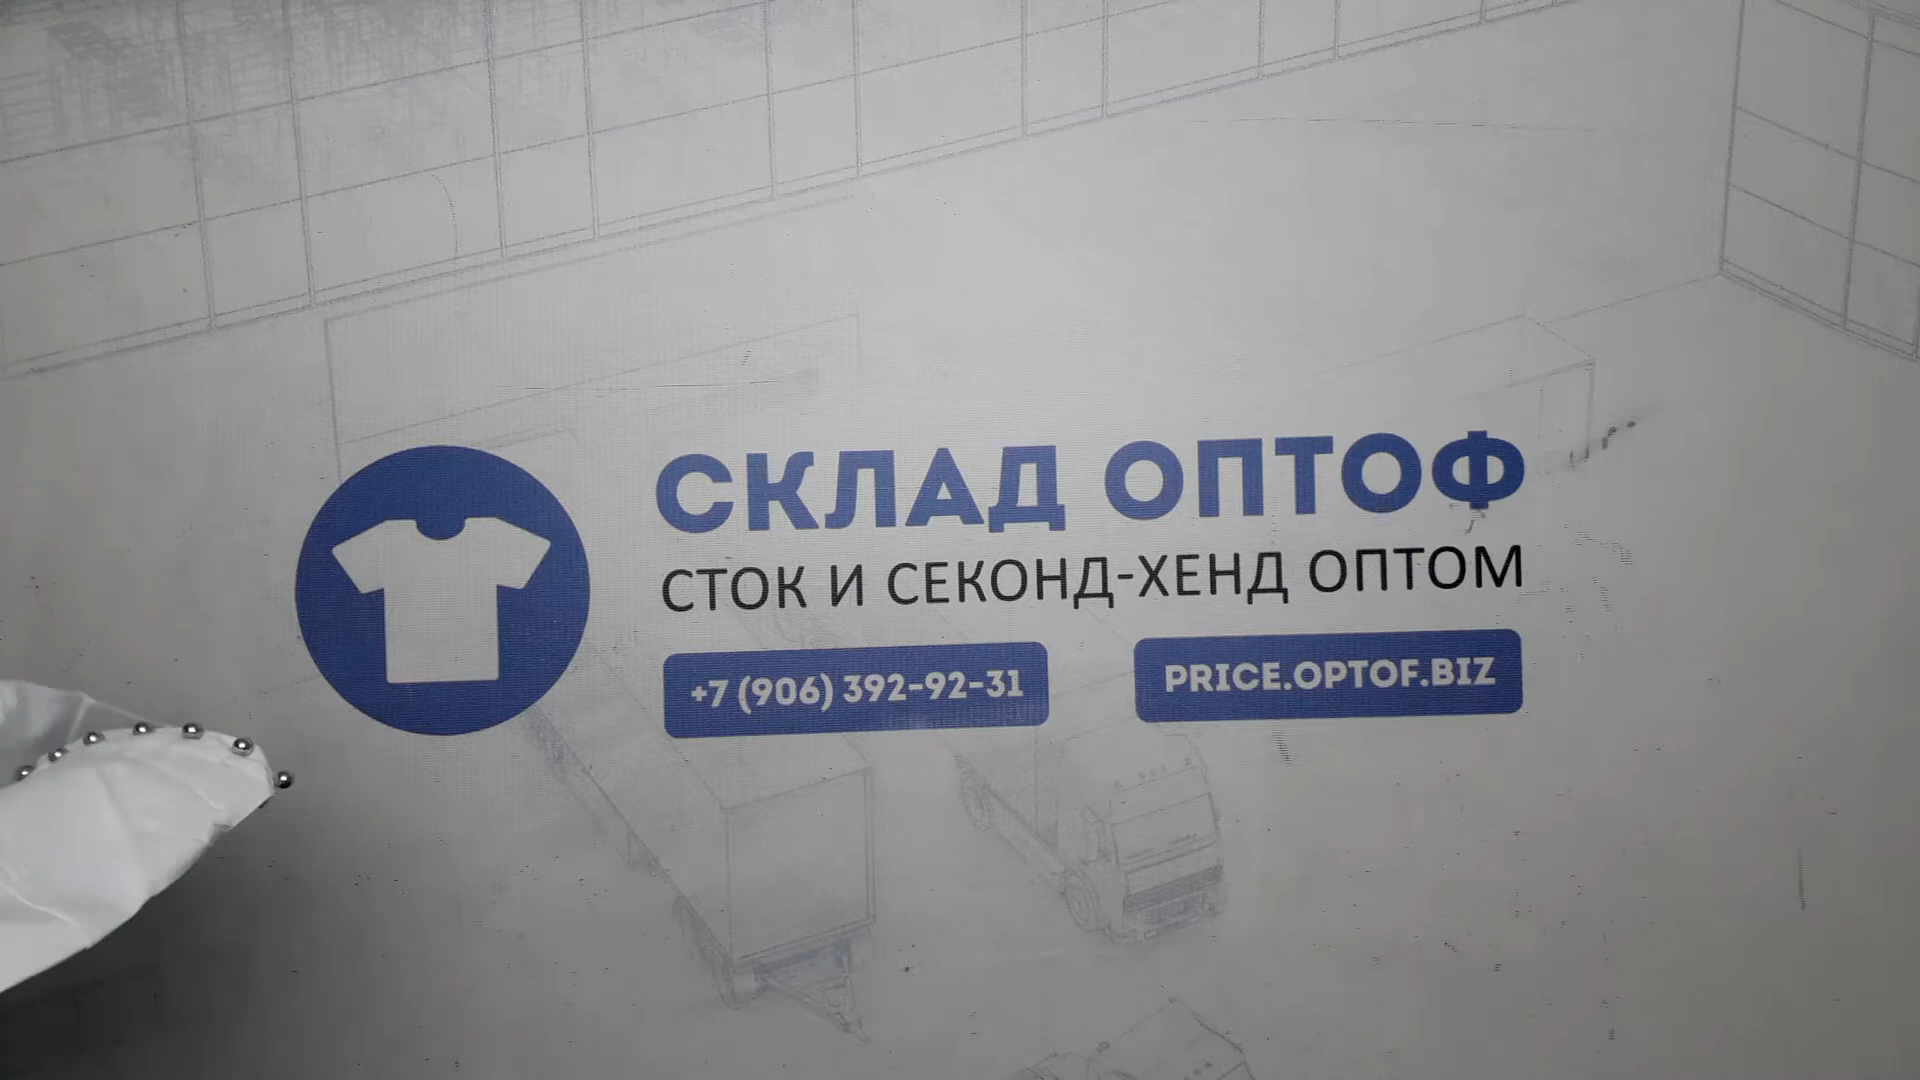 СКЛАД ОПТОФ
СТОК И СЕКОНД-ХЕНД ОПТОМ
+7 (906) 392-92-31
PRICE.OPTOF.BIZ